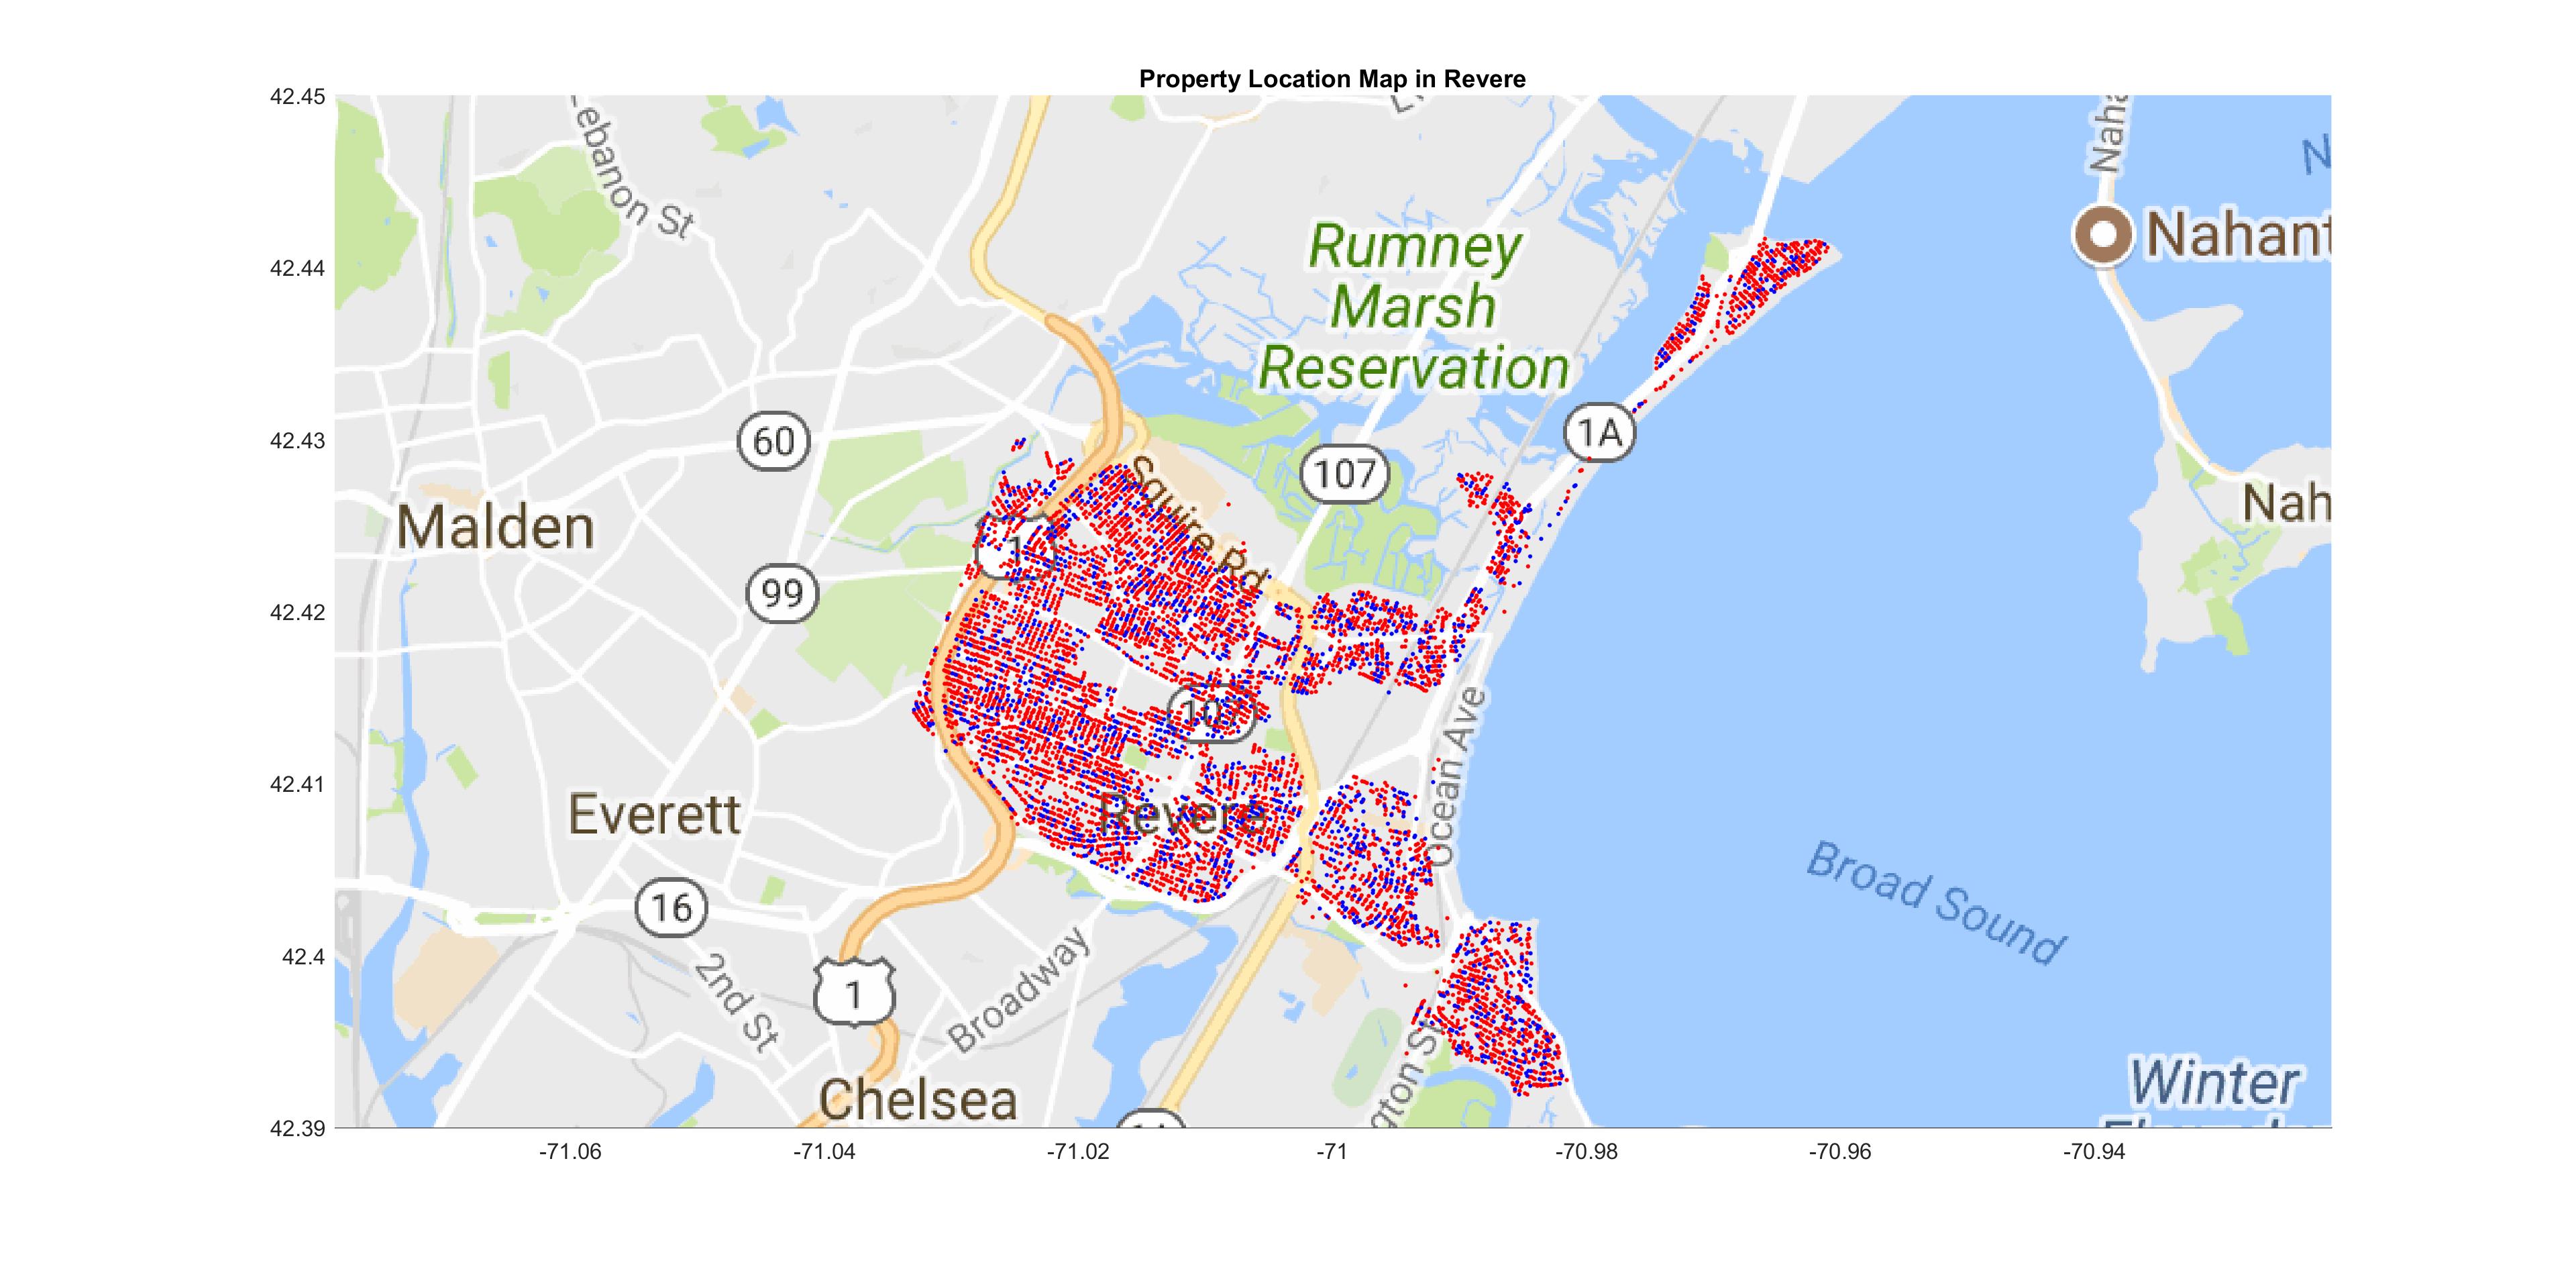 Property Location Map in Revere
42.45
42.44
42.43
42.42
42.41
42.4
42.39
-71.06
-71.04
-71.02
-71
-70.98
-70.96
-70.94
Lebanon St
Rumney
Marsh
Reservation
Nahant
60
1A
107
Squire Rd
Malden
Nah
1
99
107
Ocean Ave
Everett
Revere
Broad Sound
16
2nd St
1
Broadway
Chelsea
gton St
Winter